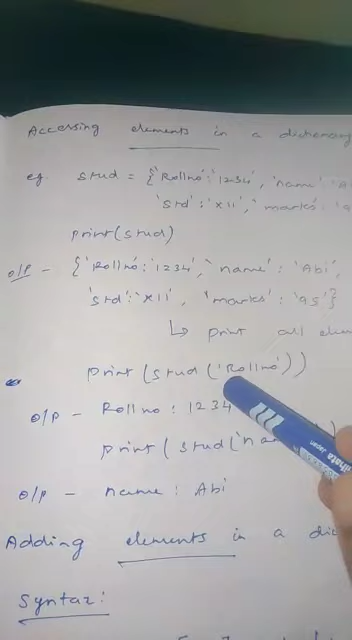 Accessing elements in a dictionary
eg. stud = {'Rollno':'1234', 'name':'A
'std':'XII', 'marks':'9
print(stud)
o/p - {'Rollno':'1234', 'name':'Abi',
'std':'XII', 'marks':'95'}
↳ print all elem
print (stud ('Rollno'))
o/p - Rollno : 1234
print (stud('na
o/p - name : Abi
Adding elements in a dic
Syntax: